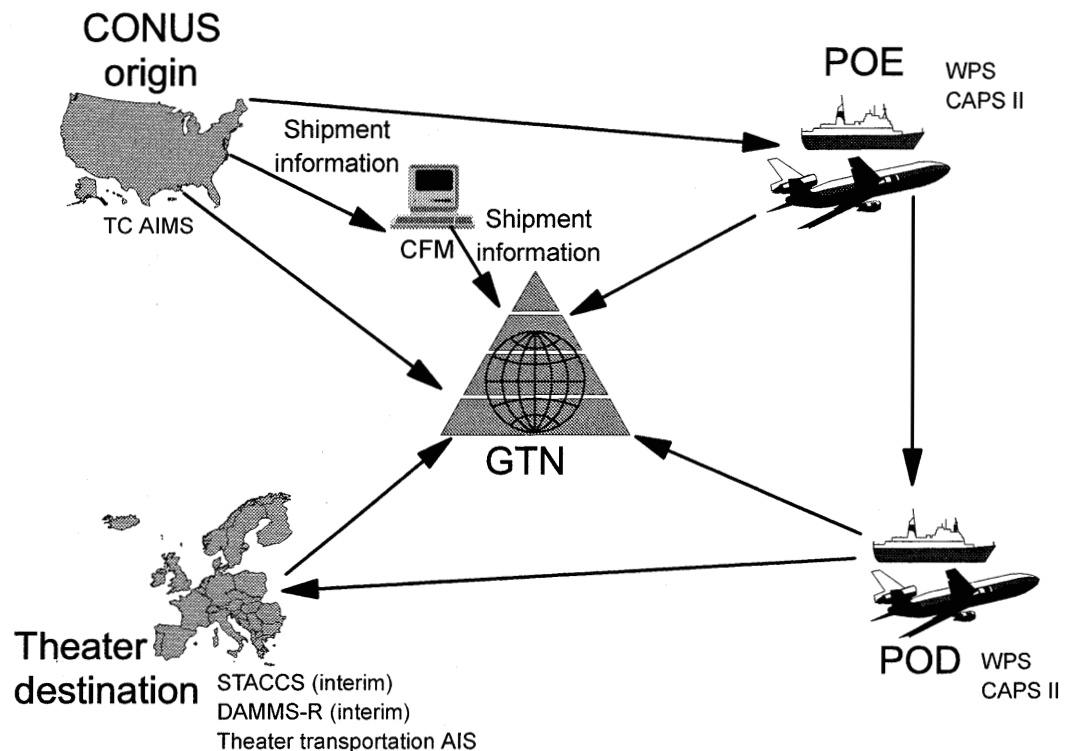 CONUS
origin
POE
WPS
CAPS II
Shipment
information
TC AIMS
CFM
Shipment
information
GTN
Theater
destination
STACCS (interim)
DAMMS-R (interim)
Theater transportation AIS
POD
WPS
CAPS II